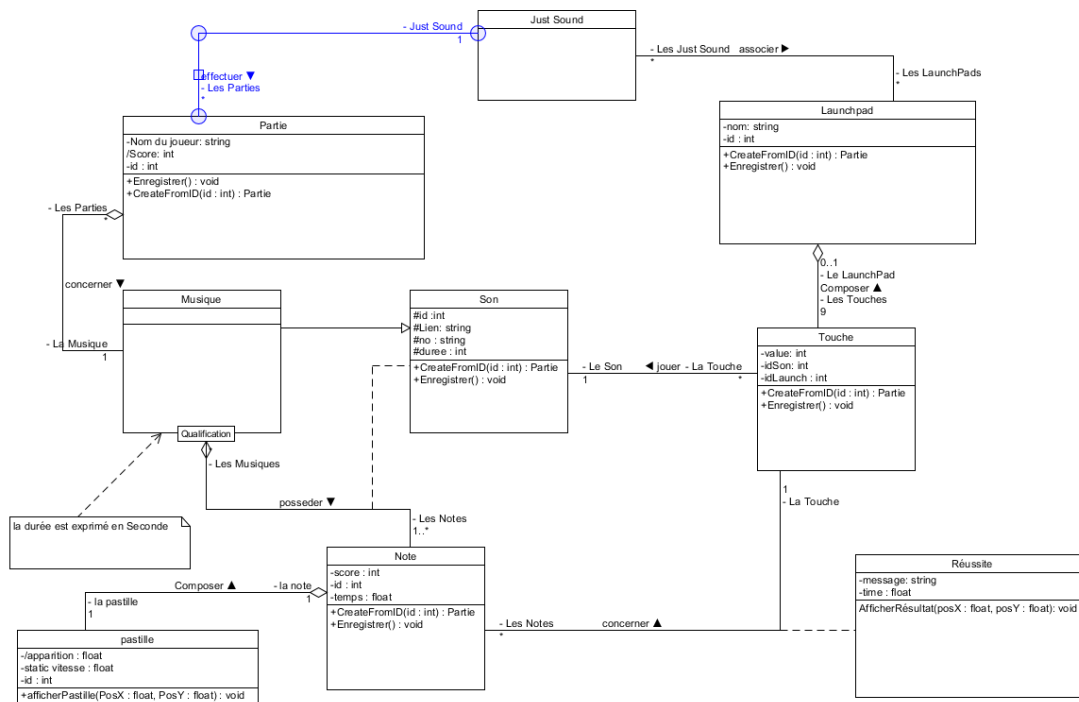 Just Sound
- Just Sound
1
effectuer ▼
- Les Parties
*
- Les Just Sound associer ▶
*
- Les LaunchPads
*
Launchpad
-nom: string
-id : int
+CreateFromID(id : int) : Partie
+Enregistrer() : void
Partie
-Nom du joueur: string
/Score: int
-id : int
+Enregistrer() : void
+CreateFromID(id : int) : Partie
- Les Parties
*
concerner ▼
- La Musique
1
0..1
- Le LaunchPad
Composer ▲
- Les Touches
9
Musique
Qualification
Son
#id :int
#Lien: string
#no : string
#duree : int
+CreateFromID(id : int) : Partie
+Enregistrer() : void
- Le Son
1
◀ jouer
- La Touche
*
Touche
-value: int
-idSon: int
-idLaunch : int
+CreateFromID(id : int) : Partie
+Enregistrer() : void
- Les Musiques
*
posseder ▼
- Les Notes
1..*
1
- La Touche
la durée est exprimé en Seconde
Note
-score : int
-id : int
-temps : float
+CreateFromID(id : int) : Partie
+Enregistrer() : void
Composer ▲
- la note
1
- la pastille
1
- Les Notes
*
concerner ▲
Réussite
-message: string
-time : float
AfficherRésultat(posX : float, posY : float): void
pastille
-/apparition : float
-static vitesse : float
-id : int
+afficherPastille(PosX : float, PosY : float) : void